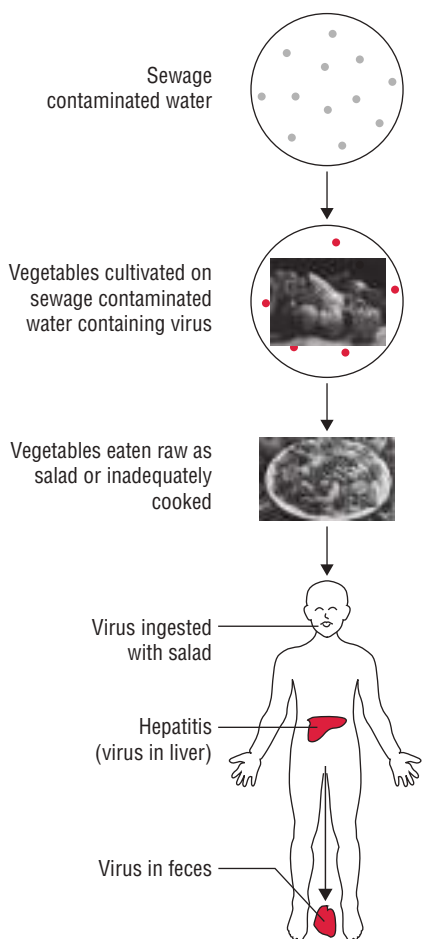 Sewage
contaminated water
Vegetables cultivated on
sewage contaminated
water containing virus
Vegetables eaten raw as
salad or inadequately
cooked
Virus ingested
with salad
Hepatitis
(virus in liver)
Virus in feces